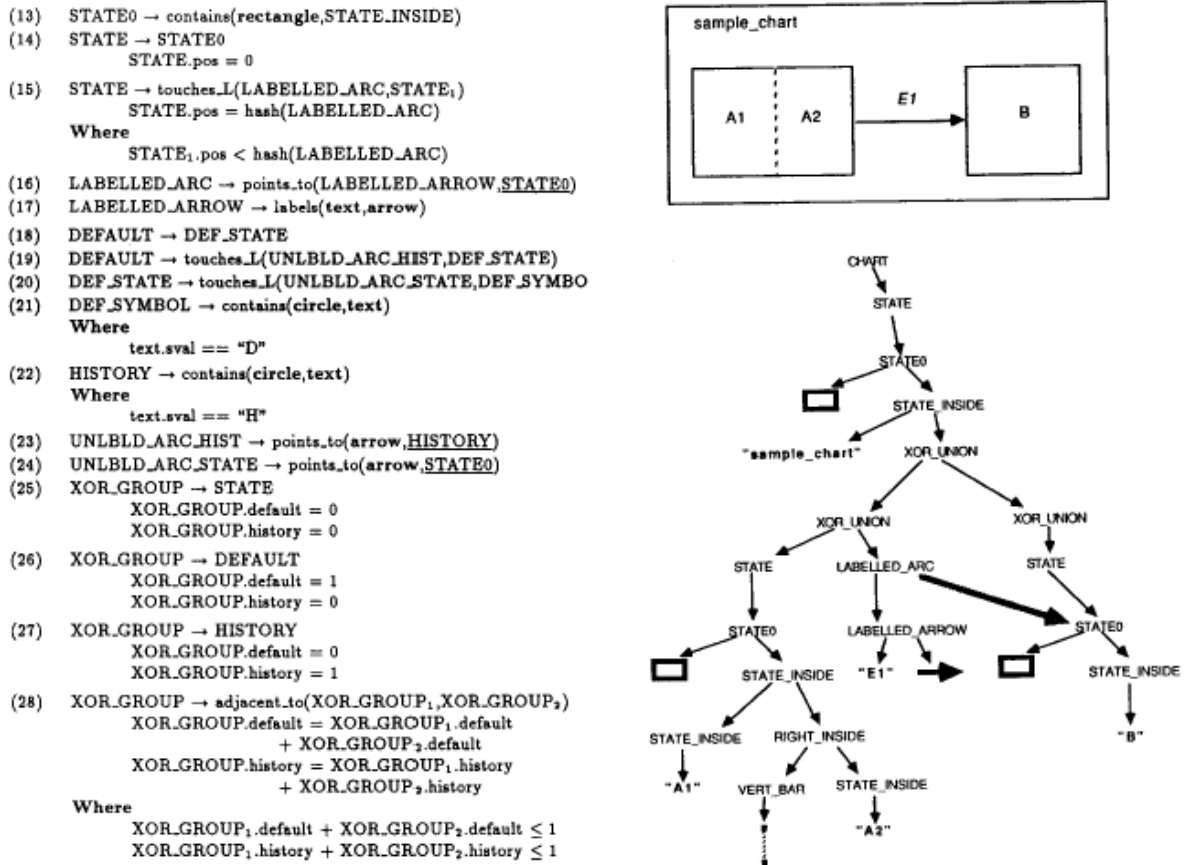 (13) STATE0 → contains(rectangle,STATE_INSIDE)
(14) STATE → STATE0
STATE.pos = 0
(15) STATE → touches_L(LABELLED_ARC,STATE₁)
STATE.pos = hash(LABELLED_ARC)
Where
STATE₁.pos < hash(LABELLED_ARC)
(16) LABELLED_ARC → points_to(LABELLED_ARROW,STATE0)
(17) LABELLED_ARROW → labels(text,arrow)
(18) DEFAULT → DEF_STATE
(19) DEFAULT → touches_L(UNLBLD_ARC_HIST,DEF_STATE)
(20) DEF_STATE → touches_L(UNLBLD_ARC_STATE,DEF_SYMBO
(21) DEF_SYMBOL → contains(circle,text)
Where
text.sval == “D”
(22) HISTORY → contains(circle,text)
Where
text.sval == “H”
(23) UNLBLD_ARC_HIST → points_to(arrow,HISTORY)
(24) UNLBLD_ARC_STATE → points_to(arrow,STATE0)
(25) XOR_GROUP → STATE
XOR_GROUP.default = 0
XOR_GROUP.history = 0
(26) XOR_GROUP → DEFAULT
XOR_GROUP.default = 1
XOR_GROUP.history = 0
(27) XOR_GROUP → HISTORY
XOR_GROUP.default = 0
XOR_GROUP.history = 1
(28) XOR_GROUP → adjacent_to(XOR_GROUP₁,XOR_GROUP₂)
XOR_GROUP.default = XOR_GROUP₁.default
+ XOR_GROUP₂.default
XOR_GROUP.history = XOR_GROUP₁.history
+ XOR_GROUP₂.history
Where
XOR_GROUP₁.default + XOR_GROUP₂.default ≤ 1
XOR_GROUP₁.history + XOR_GROUP₂.history ≤ 1
sample_chart
A1 A2 E1 B
CHART
STATE
STATE0
STATE_INSIDE
"sample_chart" XOR_UNION
XOR_UNION XOR_UNION
STATE LABELLED_ARC STATE
STATE0 LABELLED_ARROW STATE0
STATE_INSIDE "E1" STATE_INSIDE
STATE_INSIDE RIGHT_INSIDE "B"
"A1" VERT_BAR STATE_INSIDE
"A2"